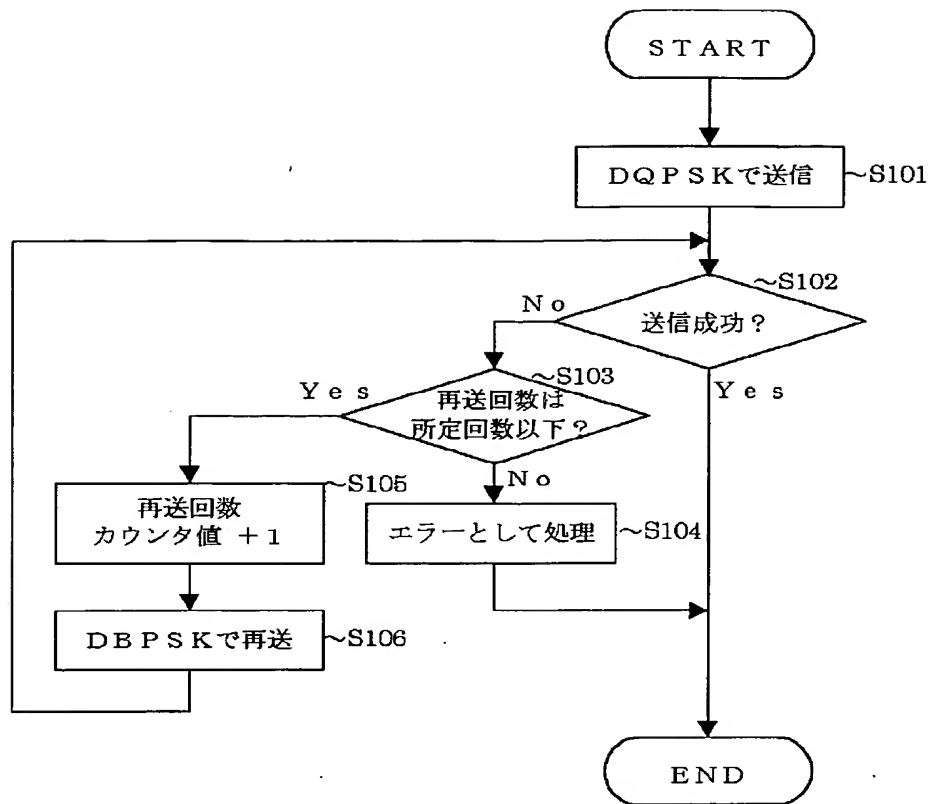 START
DQPSKで送信
~S101
~S102
No
送信成功？
~S103
Yes
再送回数は
所定回数以下？
Yes
~S105
No
再送回数
カウンタ値 +1
エラーとして処理
~S104
DBPSKで再送
~S106
END